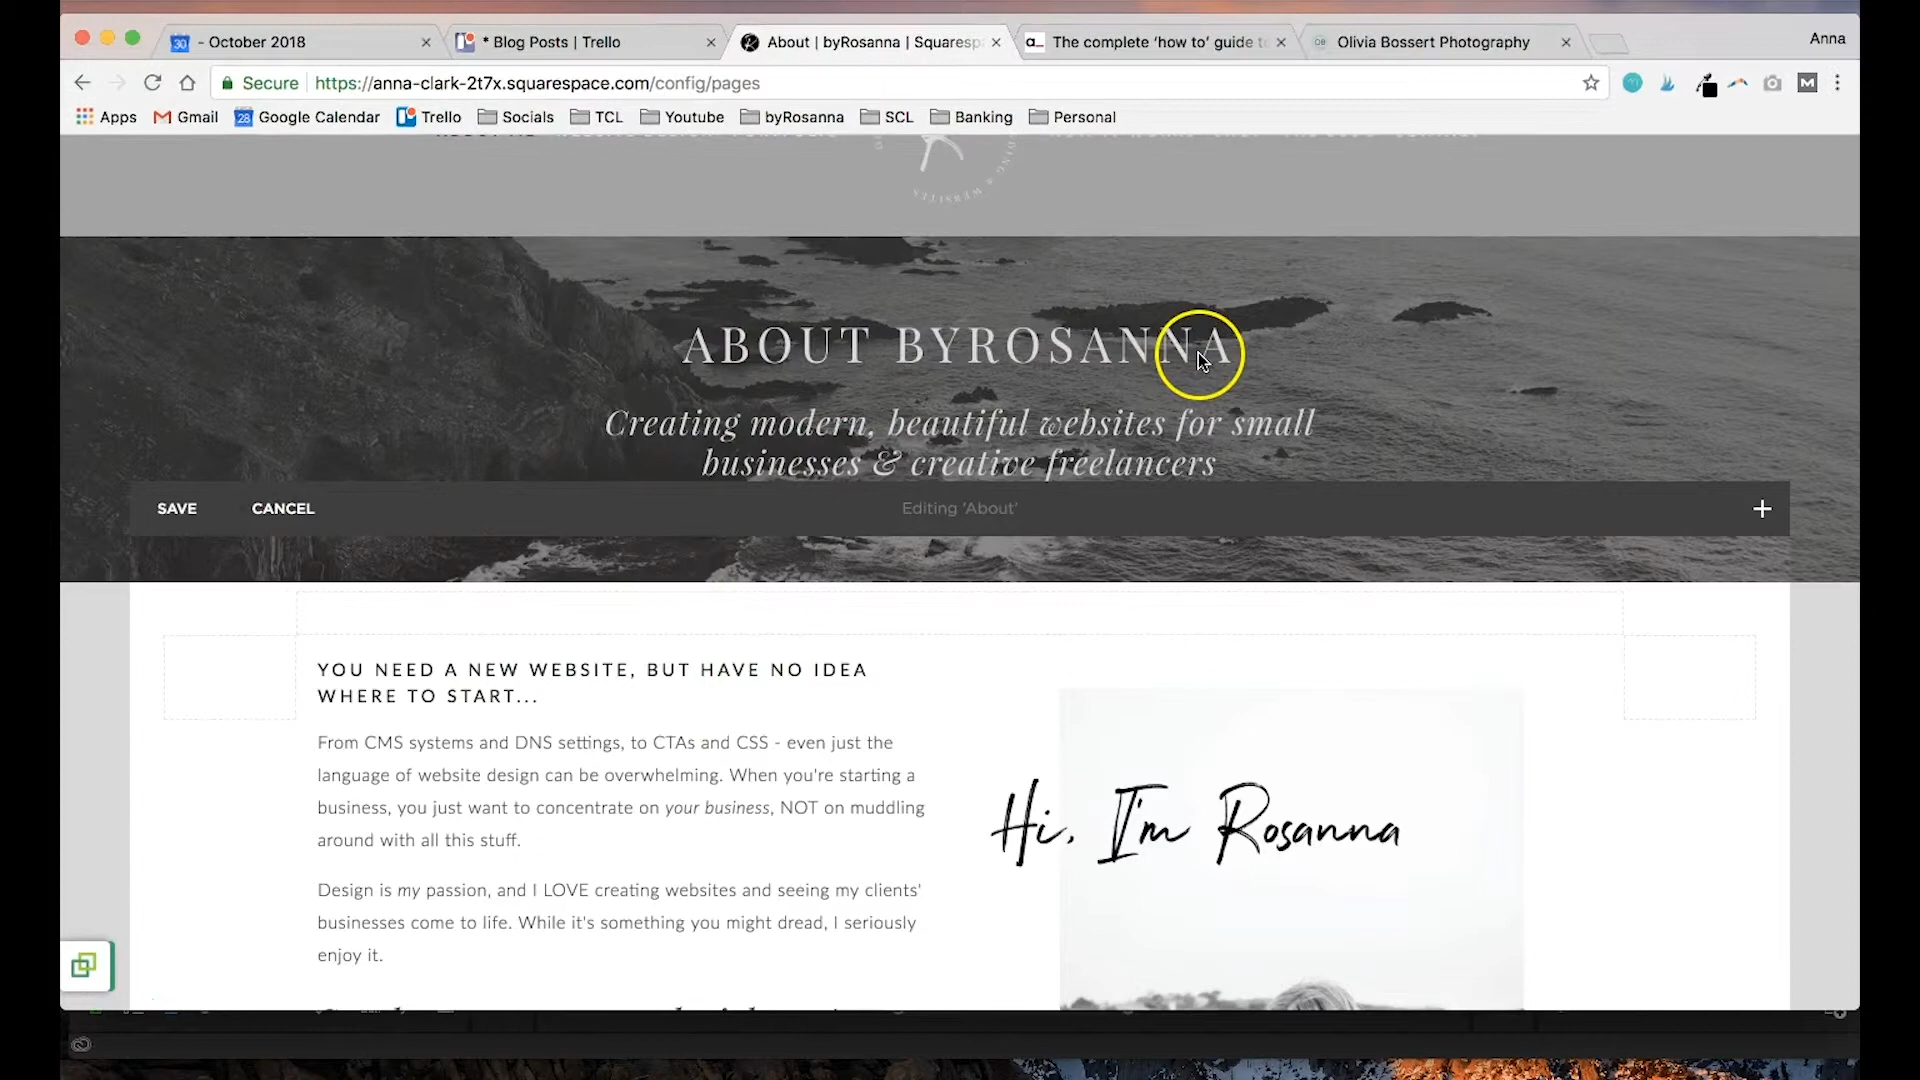 30 - October 2018
* Blog Posts | Trello
About | byRosanna | Squaresp
a_ The complete ‘how to’ guide to
OB Olivia Bossert Photography
Anna
Secure https://anna-clark-2t7x.squarespace.com/config/pages
M
Apps
Gmail
28 Google Calendar
Trello
Socials
TCL
Youtube
byRosanna
SCL
Banking
Personal
& WEBSITES
ABOUT BYROSANNA
Creating modern, beautiful websites for small
businesses & creative freelancers
SAVE CANCEL Editing ‘About’ +
YOU NEED A NEW WEBSITE, BUT HAVE NO IDEA
WHERE TO START...
From CMS systems and DNS settings, to CTAs and CSS - even just the
language of website design can be overwhelming. When you're starting a
business, you just want to concentrate on your business, NOT on muddling
around with all this stuff.
Design is my passion, and I LOVE creating websites and seeing my clients'
businesses come to life. While it's something you might dread, I seriously
enjoy it.
Hi, I'm Rosanna